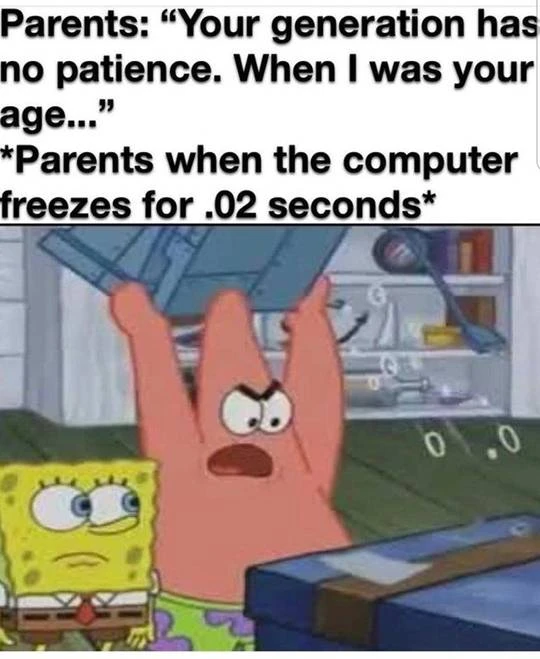 Parents: “Your generation has
no patience. When I was your
age...”
*Parents when the computer
freezes for .02 seconds*